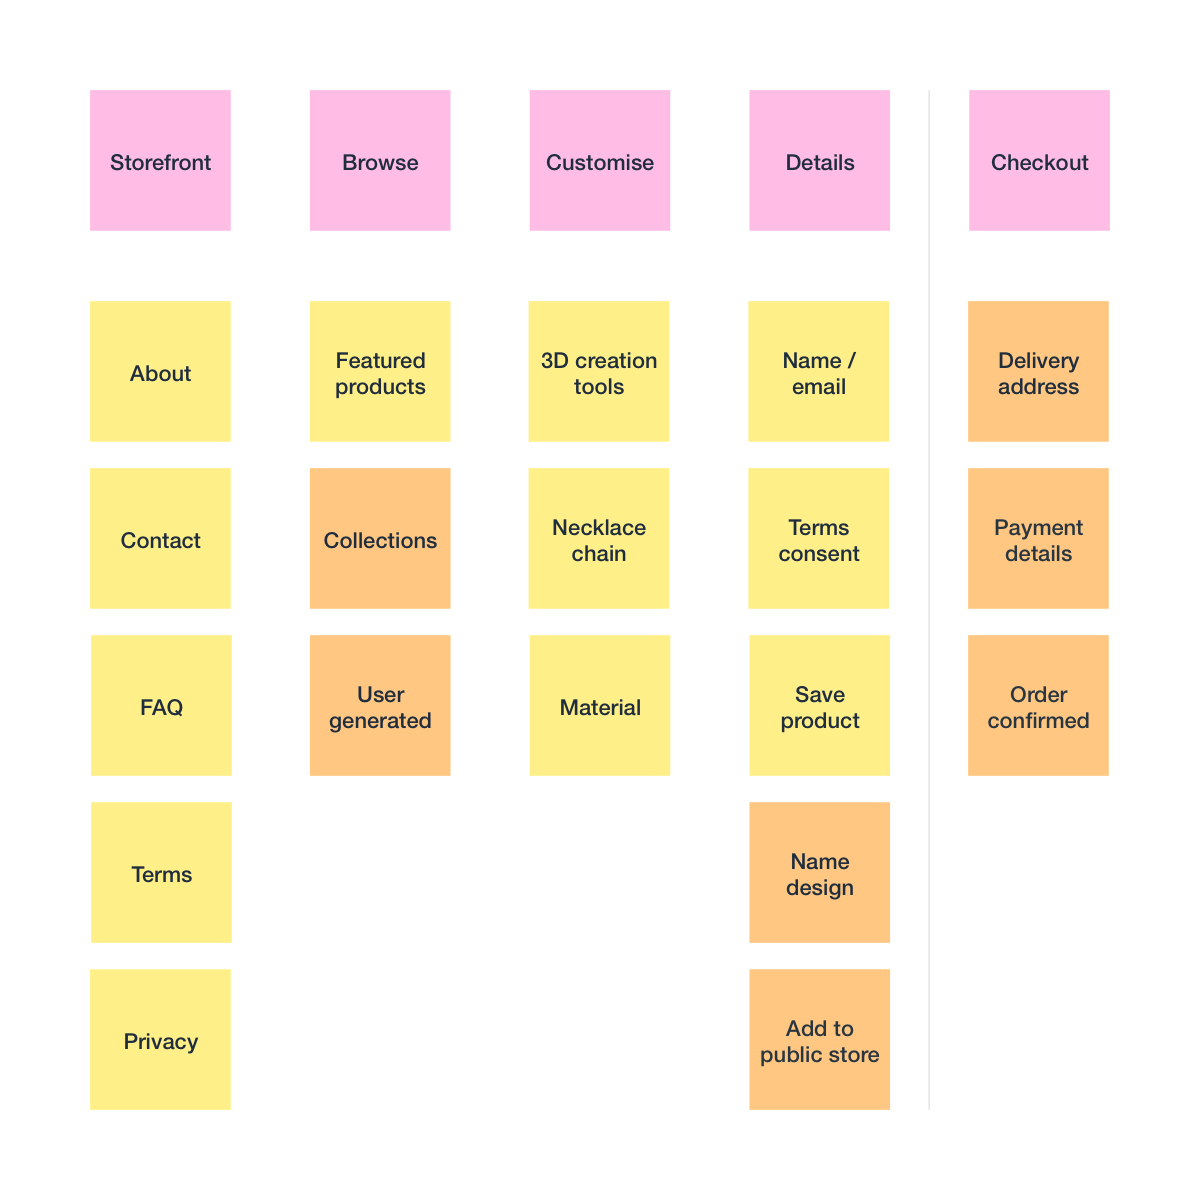 Storefront
Browse
Customise
Details
Checkout
About
Featured
products
3D creation
tools
Name /
email
Delivery
address
Contact
Collections
Necklace
chain
Terms
consent
Payment
details
FAQ
User
generated
Material
Save
product
Order
confirmed
Terms
Name
design
Privacy
Add to
public store